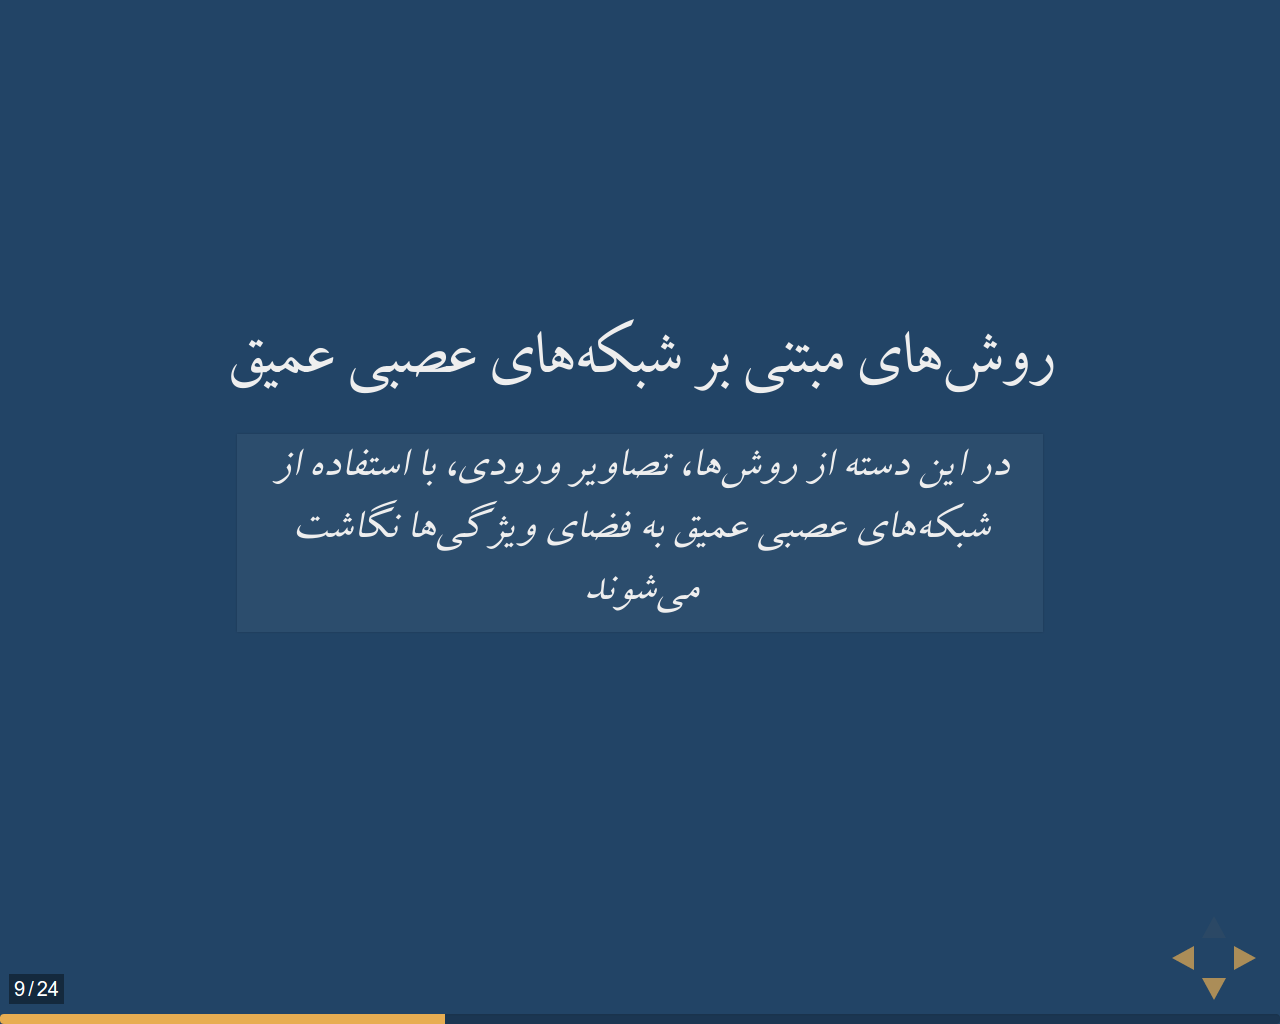 روش‌های مبتنی بر شبکه‌های عصبی عمیق
در این دسته از روش‌ها، تصاویر ورودی، با استفاده از
شبکه‌های عصبی عمیق به فضای ویژگی‌ها نگاشت
می‌شوند
9/24